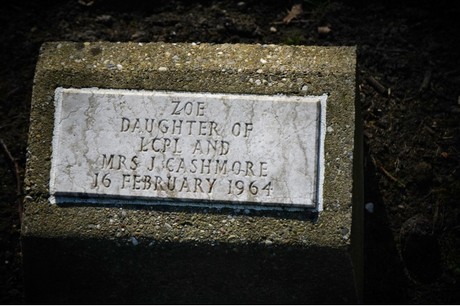 ZOE
DAUGHTER OF
LCPL AND
MRS J. CASHMORE
16 FEBRUARY 1964